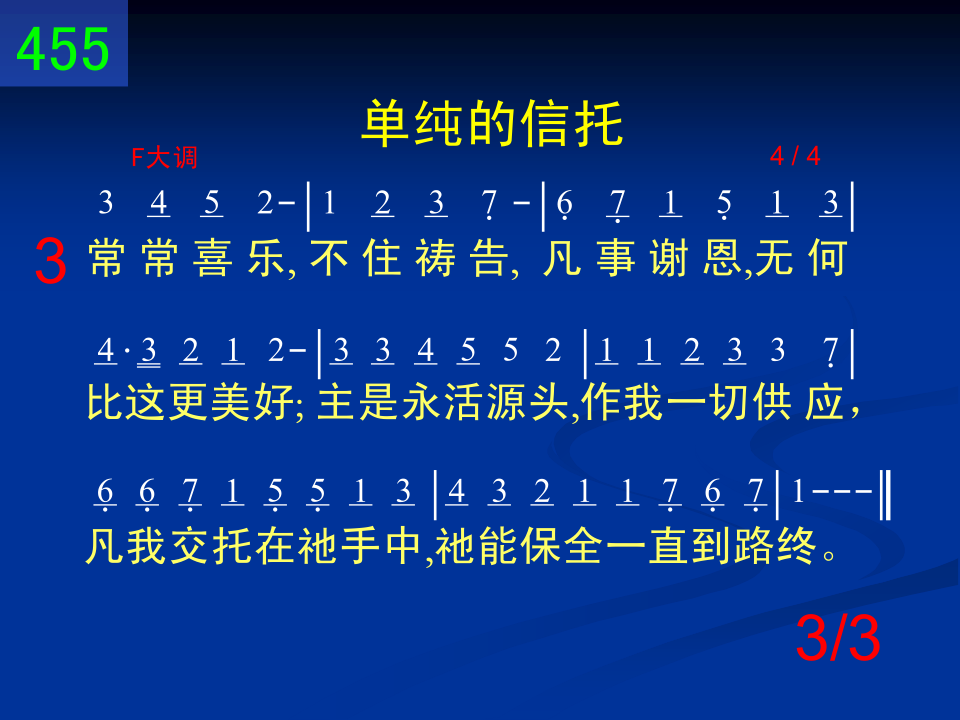 455
单纯的信托
F大调 4/4
3 4 5 2-|1 2 3 7 -|6 7 1 5 1 3|
3 常常喜乐,不住祷告, 凡事谢恩,无何
4·3 2 1 2-|3 3 4 5 5 2|1 1 2 3 3 7|
比这更美好;主是永活源头,作我一切供应，
6 6 7 1 5 5 1 3|4 3 2 1 1 7 6 7|1---‖
凡我交托在祂手中,祂能保全一直到路终。
3/3